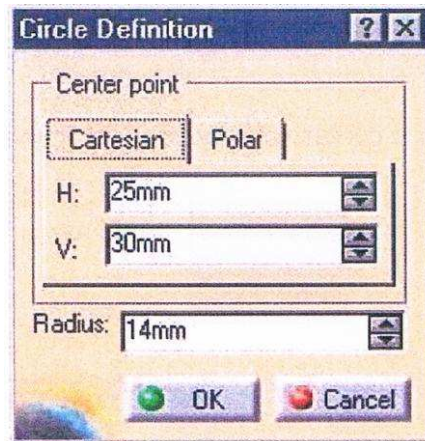 Circle Definition ? X
Center point
Cartesian Polar
H: 25mm
V: 30mm
Radius: 14mm
OK Cancel